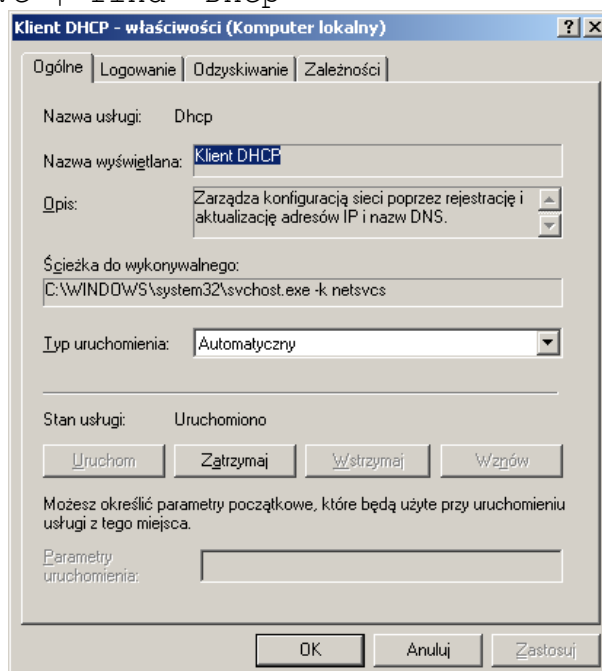 Klient DHCP - właściwości (Komputer lokalny)
Ogólne Logowanie Odzyskiwanie Zależności
Nazwa usługi: Dhcp
Nazwa wyświetlana: Klient DHCP
Opis: Zarządza konfiguracją sieci poprzez rejestrację i
aktualizację adresów IP i nazw DNS.
Ścieżka do wykonywalnego:
C:\WINDOWS\system32\svchost.exe -k netsvcs
Typ uruchomienia: Automatyczny
Stan usługi: Uruchomiono
Uruchom Zatrzymaj Wstrzymaj Wznów
Możesz określić parametry początkowe, które będą użyte przy uruchomieniu
usługi z tego miejsca.
Parametry
uruchomienia:
OK Anuluj Zastosuj